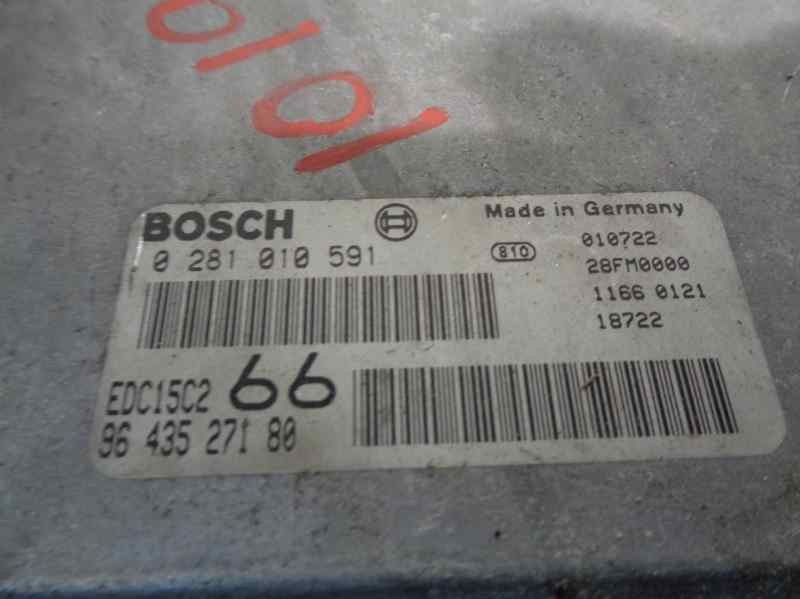 1010
BOSCH
Made in Germany
0 281 010 591
810
010722
28FM0000
1166 0121
18722
EDC15C2 66
96 435 271 80
1